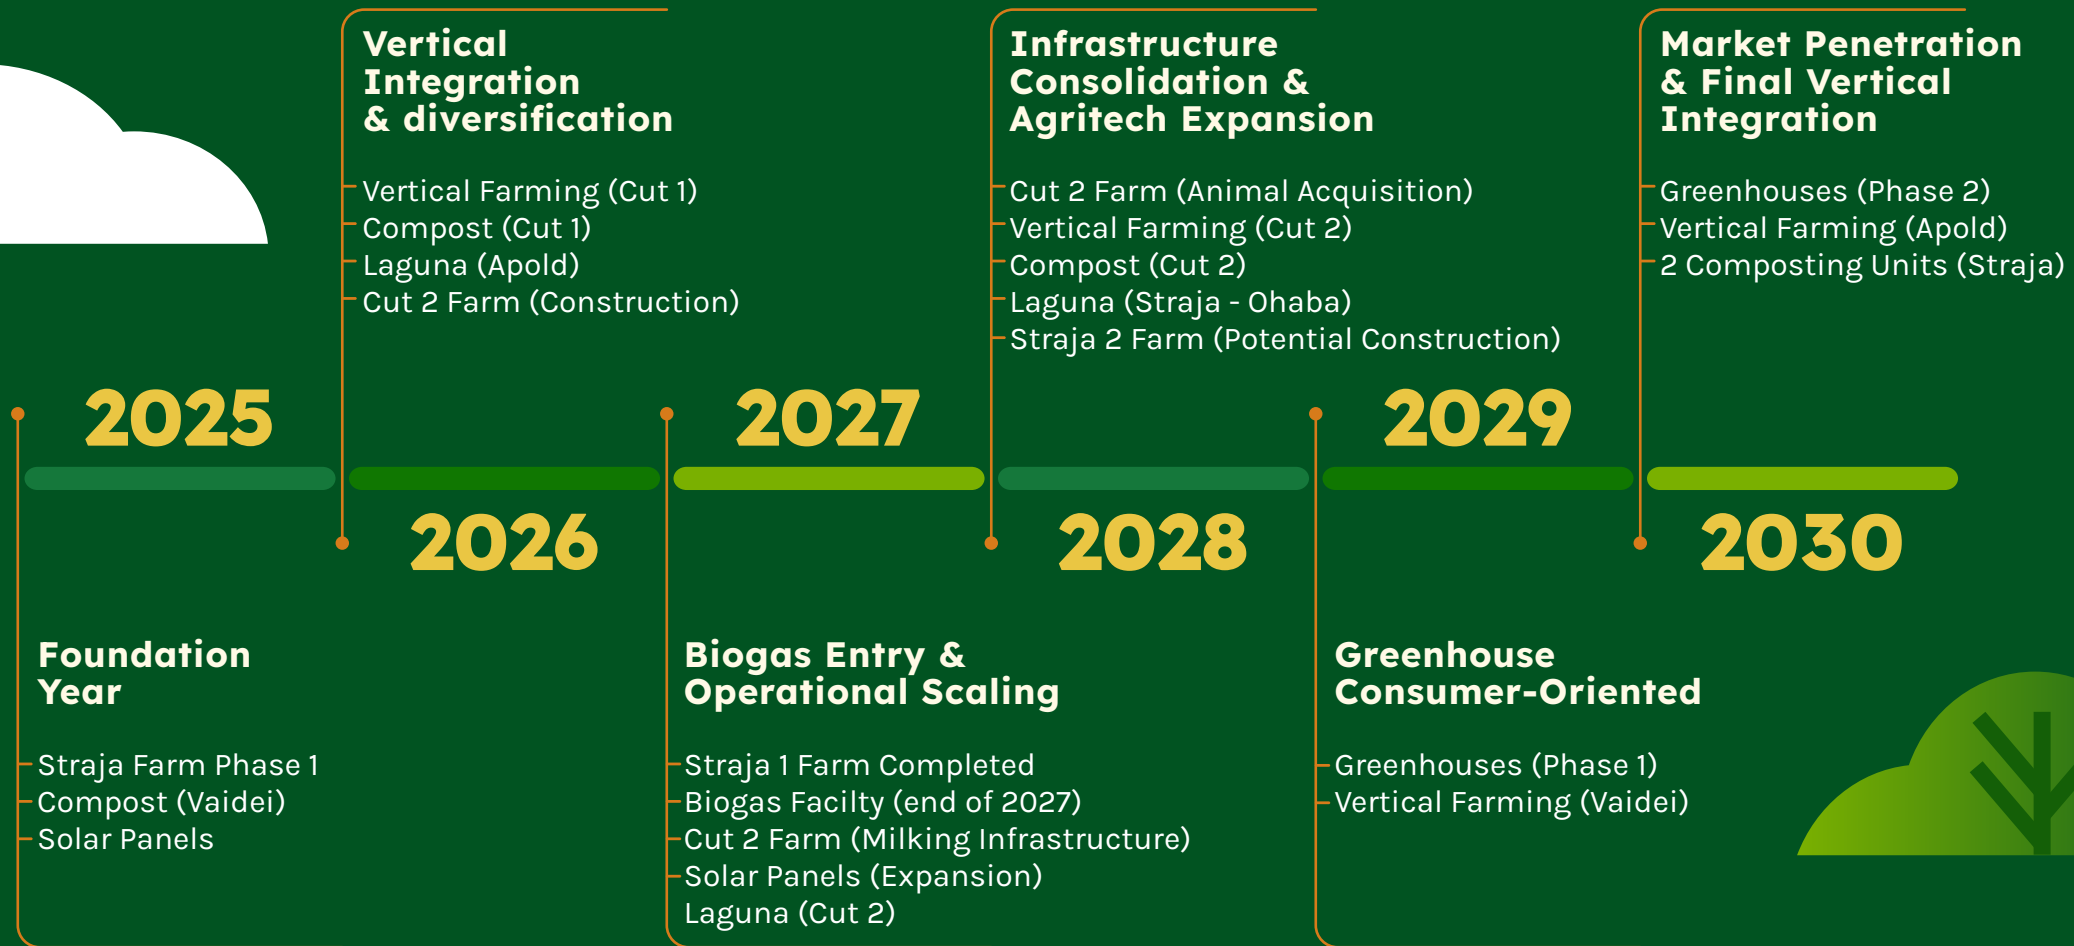 Vertical
Integration
& diversification
Vertical Farming (Cut 1)
Compost (Cut 1)
Laguna (Apold)
Cut 2 Farm (Construction)
Infrastructure
Consolidation &
Agritech Expansion
Cut 2 Farm (Animal Acquisition)
Vertical Farming (Cut 2)
Compost (Cut 2)
Laguna (Straja - Ohaba)
Straja 2 Farm (Potential Construction)
Market Penetration
& Final Vertical
Integration
Greenhouses (Phase 2)
Vertical Farming (Apold)
2 Composting Units (Straja)
2025
2027
2029
2026
2028
2030
Foundation
Year
Straja Farm Phase 1
Compost (Vaidei)
Solar Panels
Biogas Entry &
Operational Scaling
Straja 1 Farm Completed
Biogas Facilty (end of 2027)
Cut 2 Farm (Milking Infrastructure)
Solar Panels (Expansion)
Laguna (Cut 2)
Greenhouse
Consumer-Oriented
Greenhouses (Phase 1)
Vertical Farming (Vaidei)